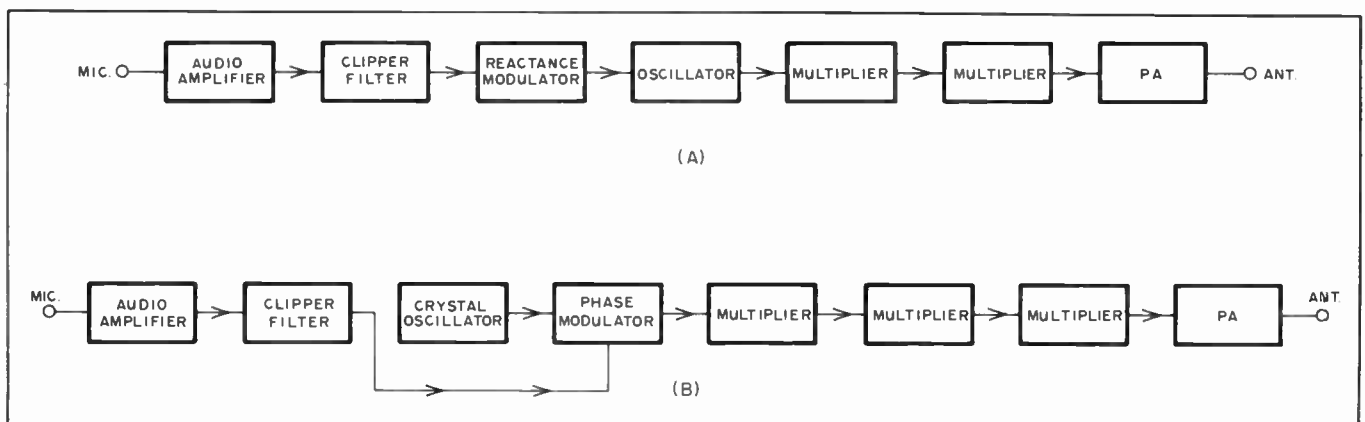 MIC.
AUDIO
AMPLIFIER
CLIPPER
FILTER
REACTANCE
MODULATOR
OSCILLATOR
MULTIPLIER
MULTIPLIER
PA
ANT.
(A)
MIC.
AUDIO
AMPLIFIER
CLIPPER
FILTER
CRYSTAL
OSCILLATOR
PHASE
MODULATOR
MULTIPLIER
MULTIPLIER
MULTIPLIER
PA
ANT.
(B)